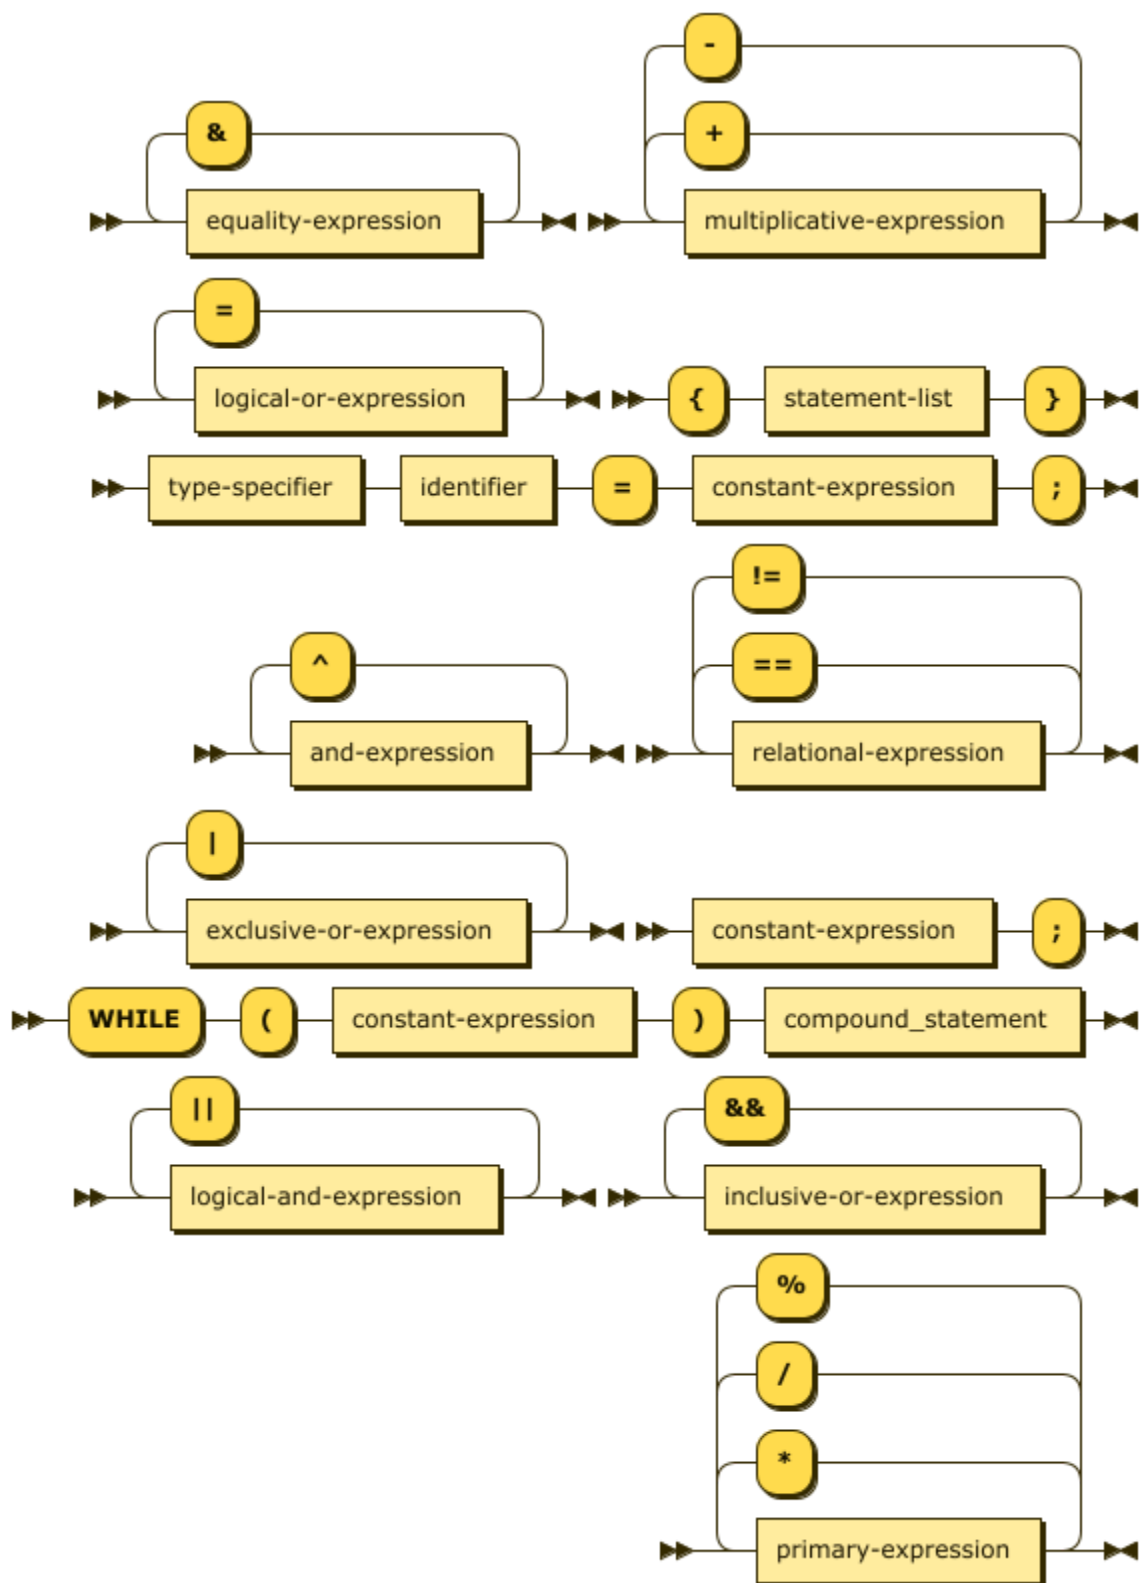 -
& +
equality-expression multiplicative-expression
=
logical-or-expression { statement-list }
type-specifier identifier = constant-expression ;
!=
^ ==
and-expression relational-expression
|
exclusive-or-expression constant-expression ;
WHILE ( constant-expression ) compound_statement
|| &&
logical-and-expression inclusive-or-expression
%
/
*
primary-expression